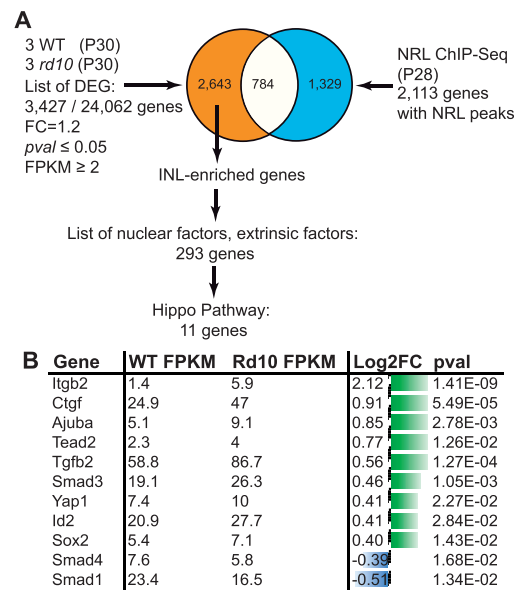 A
3 WT (P30)
3 rd10 (P30)
List of DEG:
3,427 / 24,062 genes
FC=1.2
pval ≤ 0.05
FPKM ≥ 2
2,643
784
1,329
NRL ChIP-Seq
(P28)
2,113 genes
with NRL peaks
INL-enriched genes
List of nuclear factors, extrinsic factors:
293 genes
Hippo Pathway:
11 genes
B
Gene WT FPKM Rd10 FPKM Log2FC pval
Itgb2 1.4 5.9 2.12 1.41E-09
Ctgf 24.9 47 0.91 5.49E-05
Ajuba 5.1 9.1 0.85 2.78E-03
Tead2 2.3 4 0.77 1.26E-02
Tgfb2 58.8 86.7 0.56 1.27E-04
Smad3 19.1 26.3 0.46 1.05E-03
Yap1 7.4 10 0.41 2.27E-02
Id2 20.9 27.7 0.41 2.84E-02
Sox2 5.4 7.1 0.40 1.43E-02
Smad4 7.6 5.8 -0.39 1.68E-02
Smad1 23.4 16.5 -0.51 1.34E-02